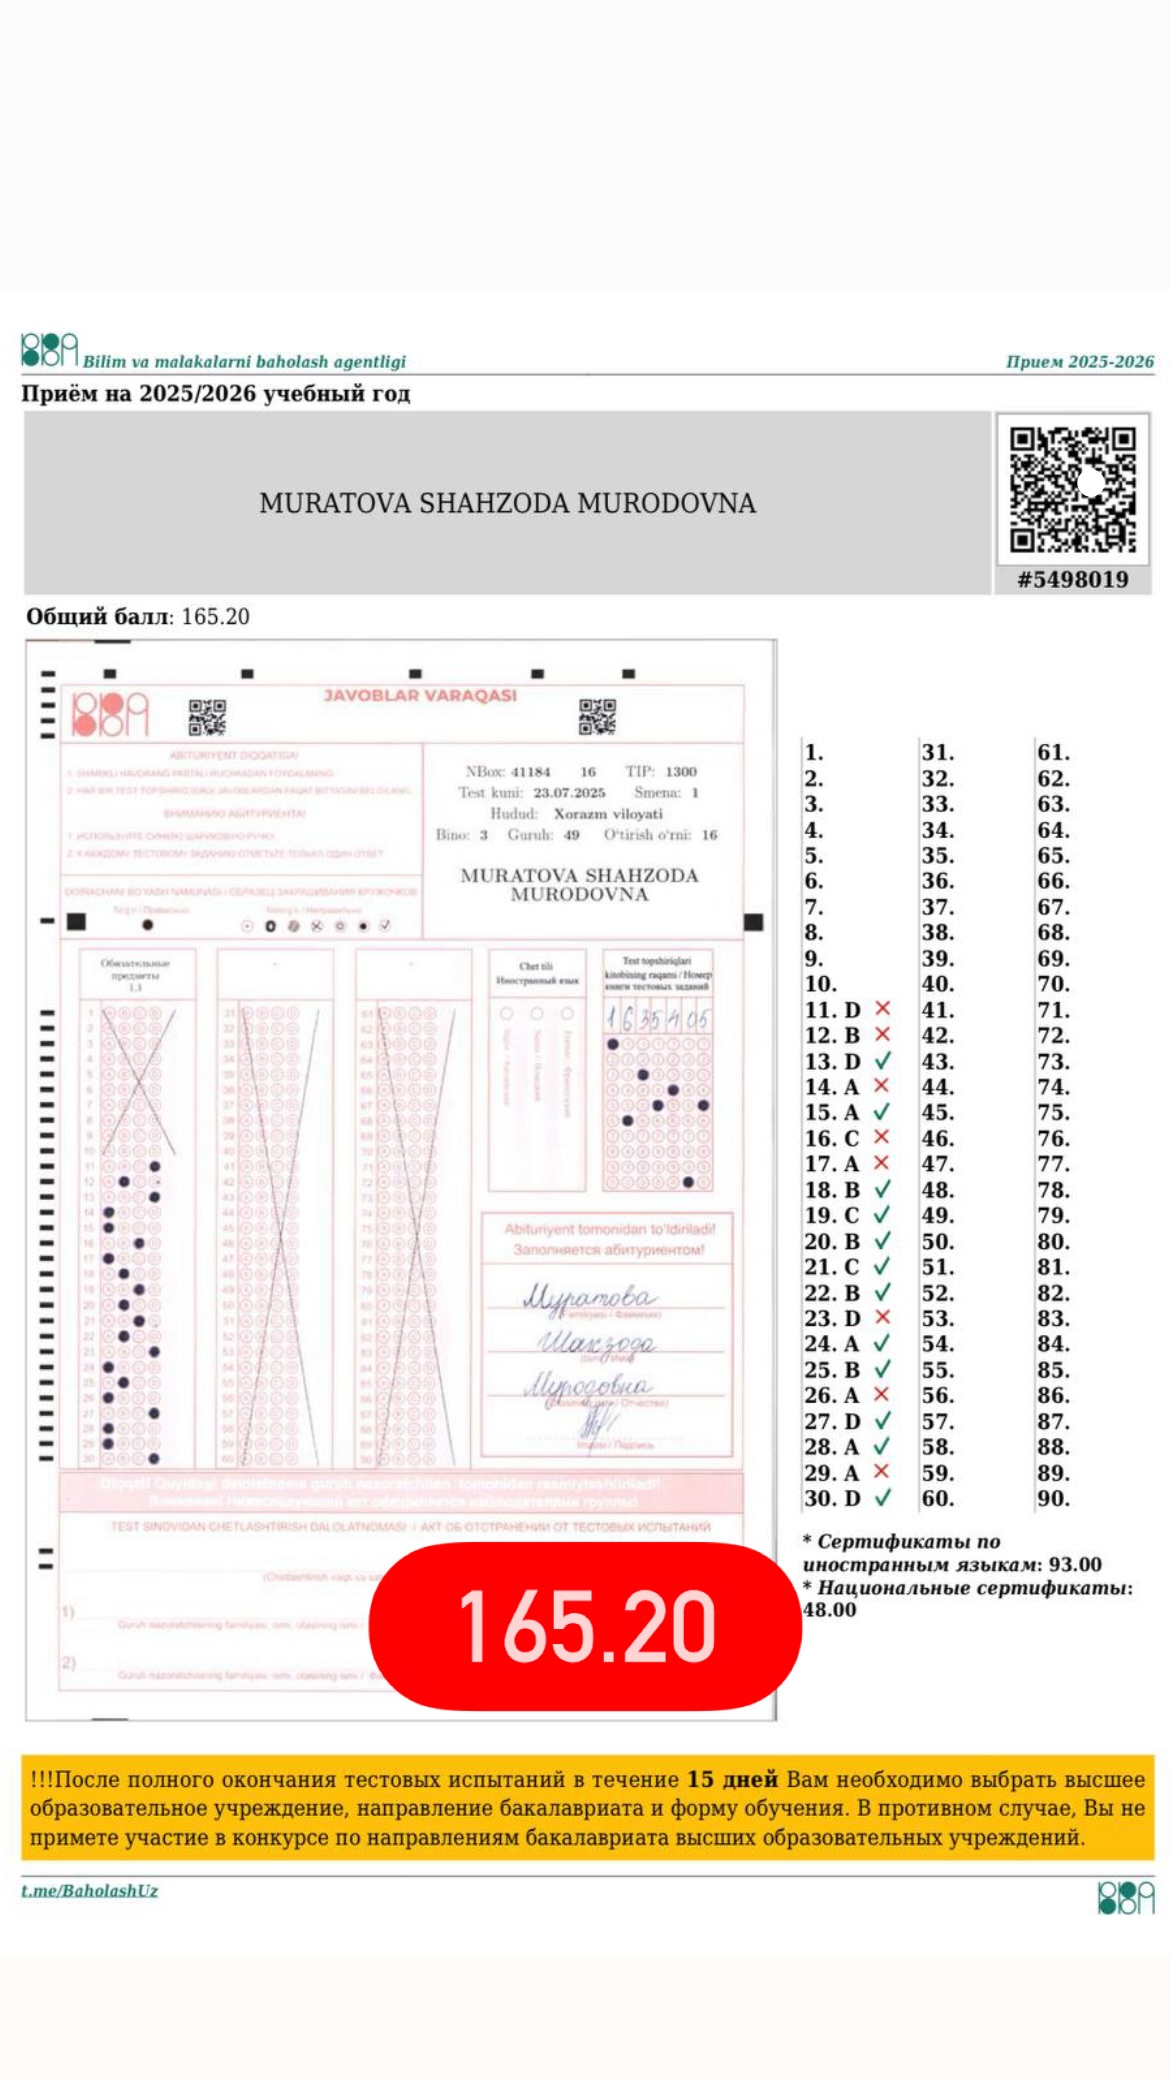 Bilim va malakalarni baholash agentligi
Прием 2025-2026
Приём на 2025/2026 учебный год
MURATOVA SHAHZODA MURODOVNA
#5498019
Общий балл: 165.20
JAVOBLAR VARAQASI
ABITURIYENT DIQQATIGA!
ВНИМАНИЮ АБИТУРИЕНТА!
NBox: 41184 16 TIP: 1300
Test kuni: 23.07.2025 Smena: 1
Hudud: Xorazm viloyati
Bino: 3 Guruh: 49 O'tirish o'rni: 16
MURATOVA SHAHZODA
MURODOVNA
Обязательные
предметы
1.1
Chet tili
Иностранный язык
Test topshiriqlari
kitobining raqami / Номер
книги тестовых заданий
1635405
Abituriyent tomonidan to'ldiriladi!
Заполняется абитуриентом!
Муратова
Шахзода
Муродовна
TEST SINOVIDAN CHETLASHTIRISH DALOLATNOMASI / АКТ ОБ ОТСТРАНЕНИИ ОТ ТЕСТОВЫХ ИСПЫТАНИЙ
1)
2)
165.20
1. 31. 61.
2. 32. 62.
3. 33. 63.
4. 34. 64.
5. 35. 65.
6. 36. 66.
7. 37. 67.
8. 38. 68.
9. 39. 69.
10. 40. 70.
11. D ✕ 41. 71.
12. B ✕ 42. 72.
13. D ✓ 43. 73.
14. A ✕ 44. 74.
15. A ✓ 45. 75.
16. C ✕ 46. 76.
17. A ✕ 47. 77.
18. B ✓ 48. 78.
19. C ✓ 49. 79.
20. B ✓ 50. 80.
21. C ✓ 51. 81.
22. B ✓ 52. 82.
23. D ✕ 53. 83.
24. A ✓ 54. 84.
25. B ✓ 55. 85.
26. A ✕ 56. 86.
27. D ✓ 57. 87.
28. A ✓ 58. 88.
29. A ✕ 59. 89.
30. D ✓ 60. 90.
* Сертификаты по
иностранным языкам: 93.00
* Национальные сертификаты:
48.00
!!!После полного окончания тестовых испытаний в течение 15 дней Вам необходимо выбрать высшее
образовательное учреждение, направление бакалавриата и форму обучения. В противном случае, Вы не
примете участие в конкурсе по направлениям бакалавриата высших образовательных учреждений.
t.me/BaholashUz